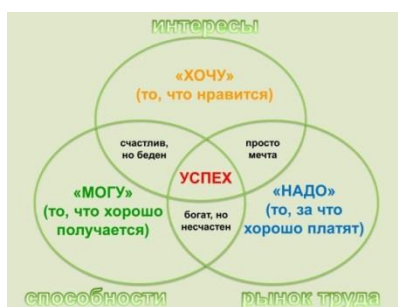 интересы
«ХОЧУ»
(то, что нравится)
счастлив,
но беден
просто
мечта
УСПЕХ
«МОГУ»
(то, что хорошо
получается)
богат, но
несчастен
«НАДО»
(то, за что
хорошо платят)
способности
рынок труда